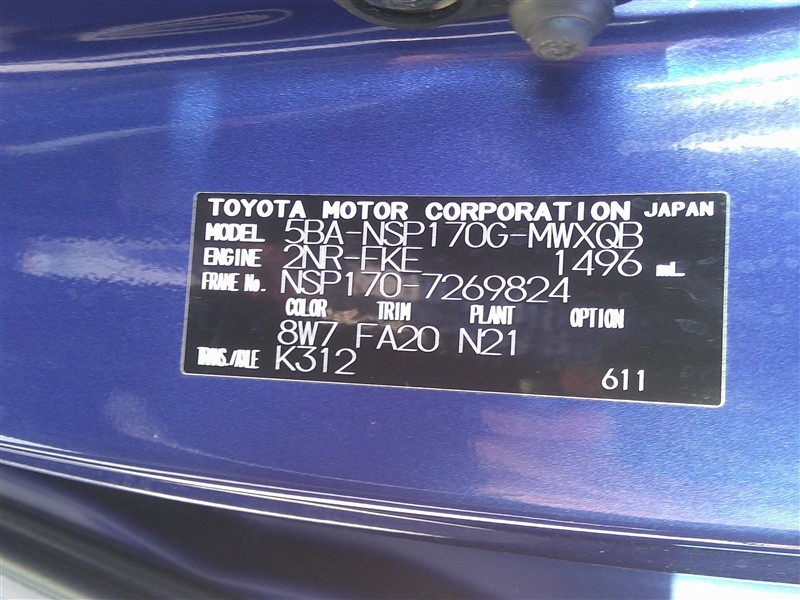 TOYOTA MOTOR CORPORATION JAPAN
MODEL 5BA-NSP170G-MWXQB
ENGINE 2NR-FKE 1496 mL
FRAME No. NSP170-7269824
COLOR TRIM PLANT OPTION
8W7 FA20 N21
TRANS./AXLE K312
611